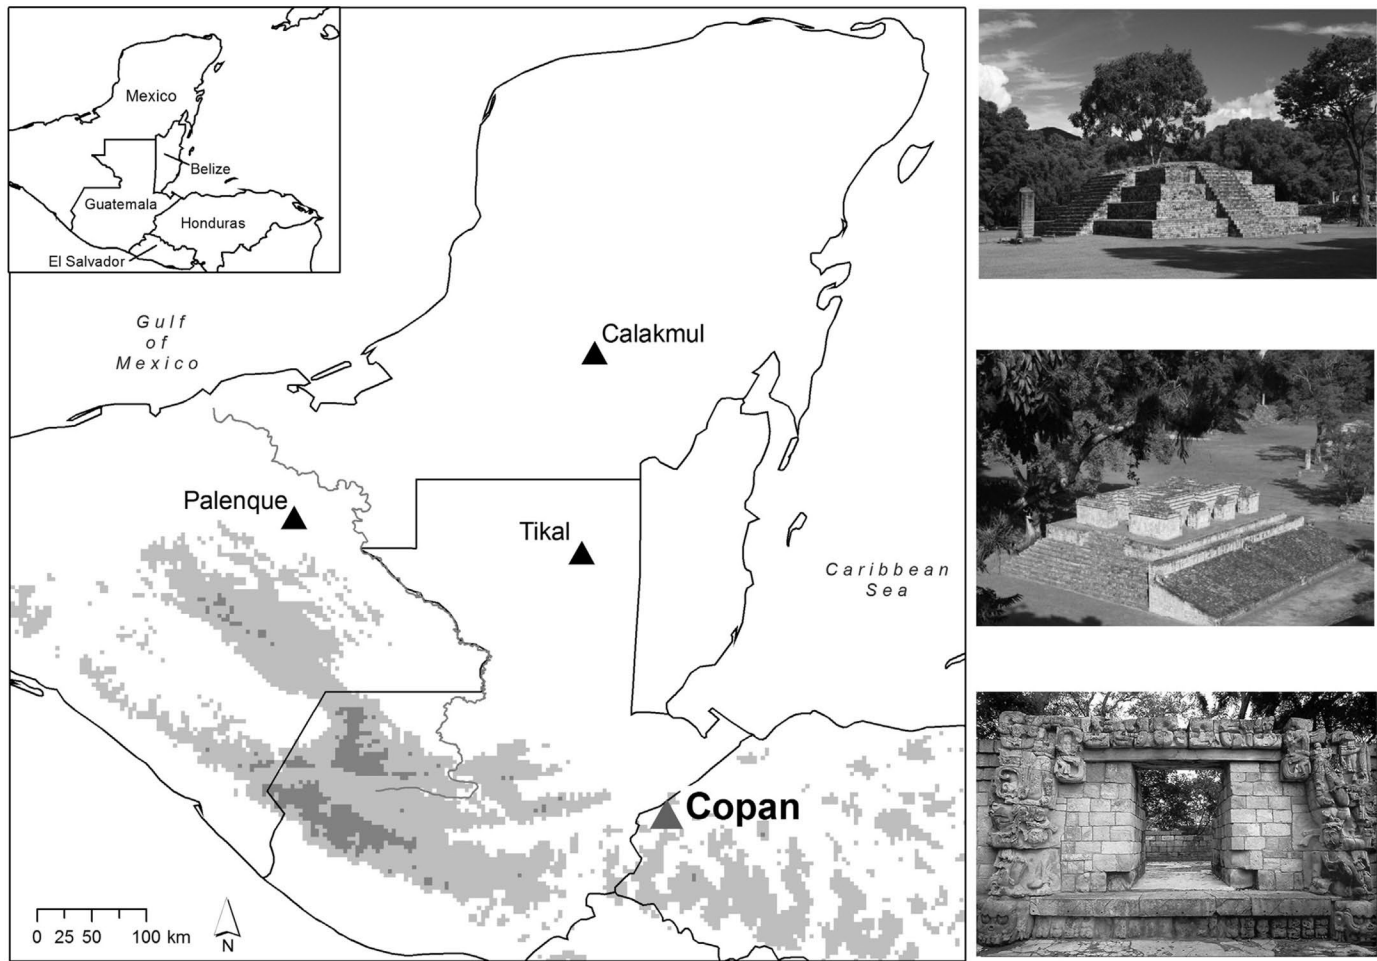 Mexico
Belize
Guatemala
Honduras
El Salvador
Gulf
of
Mexico
Calakmul
Palenque
Tikal
Caribbean
Sea
Copan
0 25 50 100 km
N